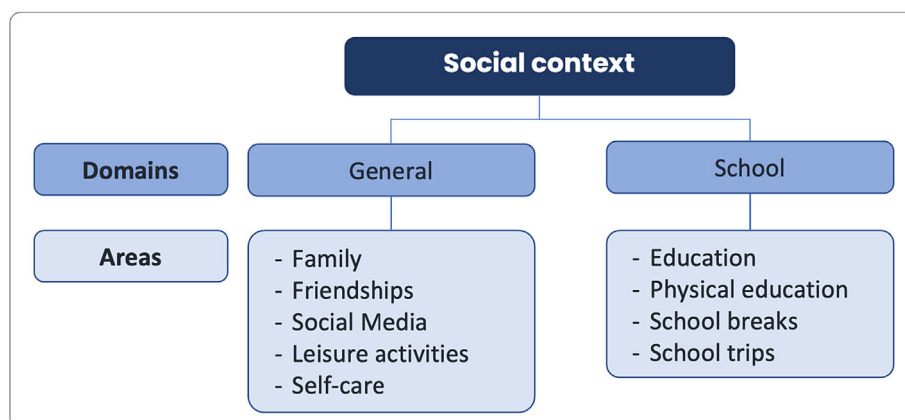 Social context
Domains
General
School
Areas
- Family
- Friendships
- Social Media
- Leisure activities
- Self-care
- Education
- Physical education
- School breaks
- School trips